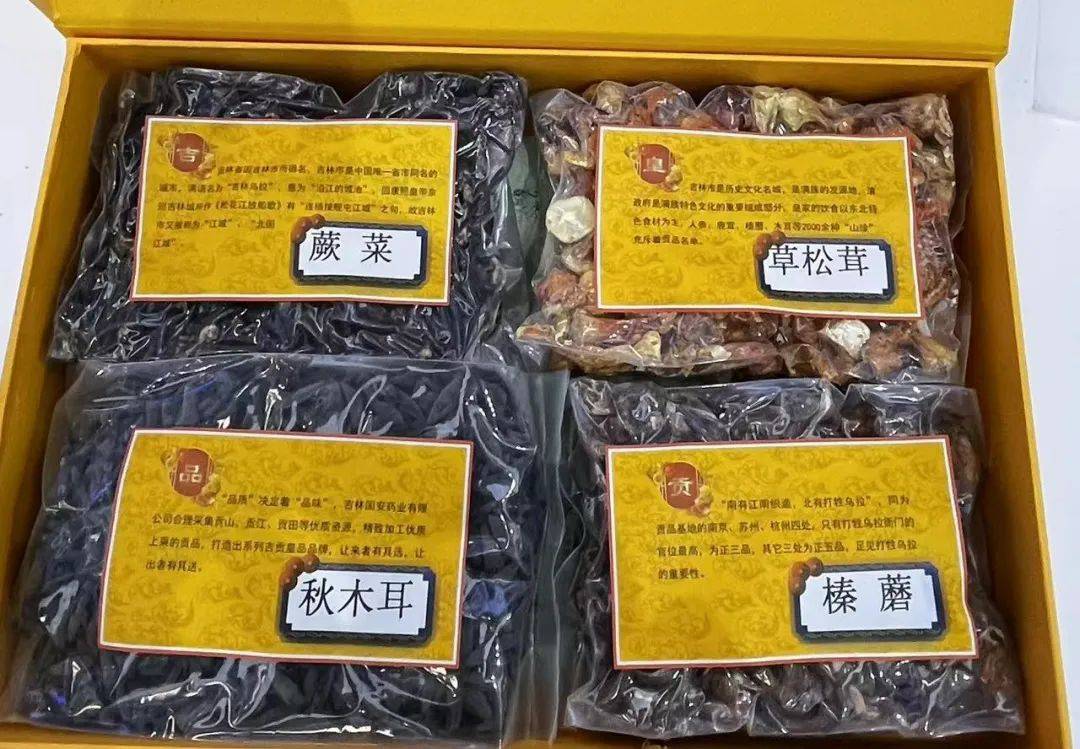 吉
吉林省因吉林市而得名，吉林市是中国唯一省市同名的
城市，满语名为“吉林乌拉”，意为“沿江的城池”，因康熙皇帝东
巡吉林城所作《松花江放船歌》有“连樯接舰屯江城”之句，故吉林
市又被称为“江城”、“北国
江城”。
蕨菜
皇
吉林市是历史文化名城，是满族的发源地，清
政府是满族特色文化的重要组成部分，皇家的饮食以东北特
色食材为主，人参、鹿茸、榛蘑、木耳等2000余种“山珍”
充斥着贡品名单。
草松茸
品
“品质”决定着“品味”，吉林国安药业有限
公司合理采集贡山、贡江、贡田等优质资源，精致加工优质
上乘的贡品，打造出系列吉贡皇品品牌，让来者有其选，让
出者有其送。
秋木耳
贡
“南有江南织造，北有打牲乌拉”，同为
贡品基地的南京、苏州、杭州四处，只有打牲乌拉衙门的
官位最高，为正三品，其它三处为正五品，足见打牲乌拉
的重要性。
榛蘑